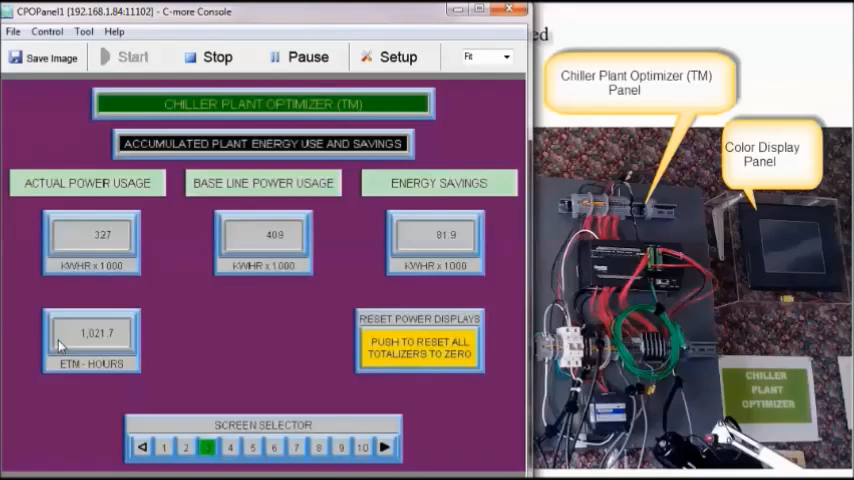 CPOPanel1 [192.168.1.84:11102] - C-more Console
File Control Tool Help
Save Image Start Stop Pause Setup Fit
ed
CHILLER PLANT OPTIMIZER (TM)
ACCUMULATED PLANT ENERGY USE AND SAVINGS
ACTUAL POWER USAGE BASE LINE POWER USAGE ENERGY SAVINGS
327 409 81.9
KWHR x 1000 KWHR x 1000 KWHR x 1000
1,021.7
ETM - HOURS
RESET POWER DISPLAYS
PUSH TO RESET ALL
TOTALIZERS TO ZERO
SCREEN SELECTOR
1 2 3 4 5 6 7 8 9 10
Chiller Plant Optimizer (TM)
Panel
Color Display
Panel
CHILLER
PLANT
OPTIMIZER